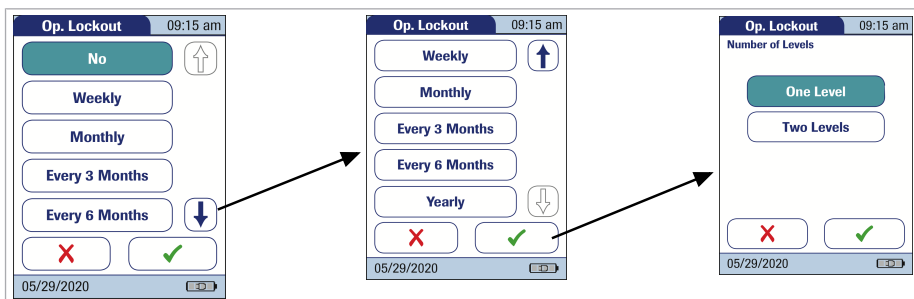 Op. Lockout 09:15 am
No
Weekly
Monthly
Every 3 Months
Every 6 Months
05/29/2020
Op. Lockout 09:15 am
Weekly
Monthly
Every 3 Months
Every 6 Months
Yearly
05/29/2020
Op. Lockout 09:15 am
Number of Levels
One Level
Two Levels
05/29/2020